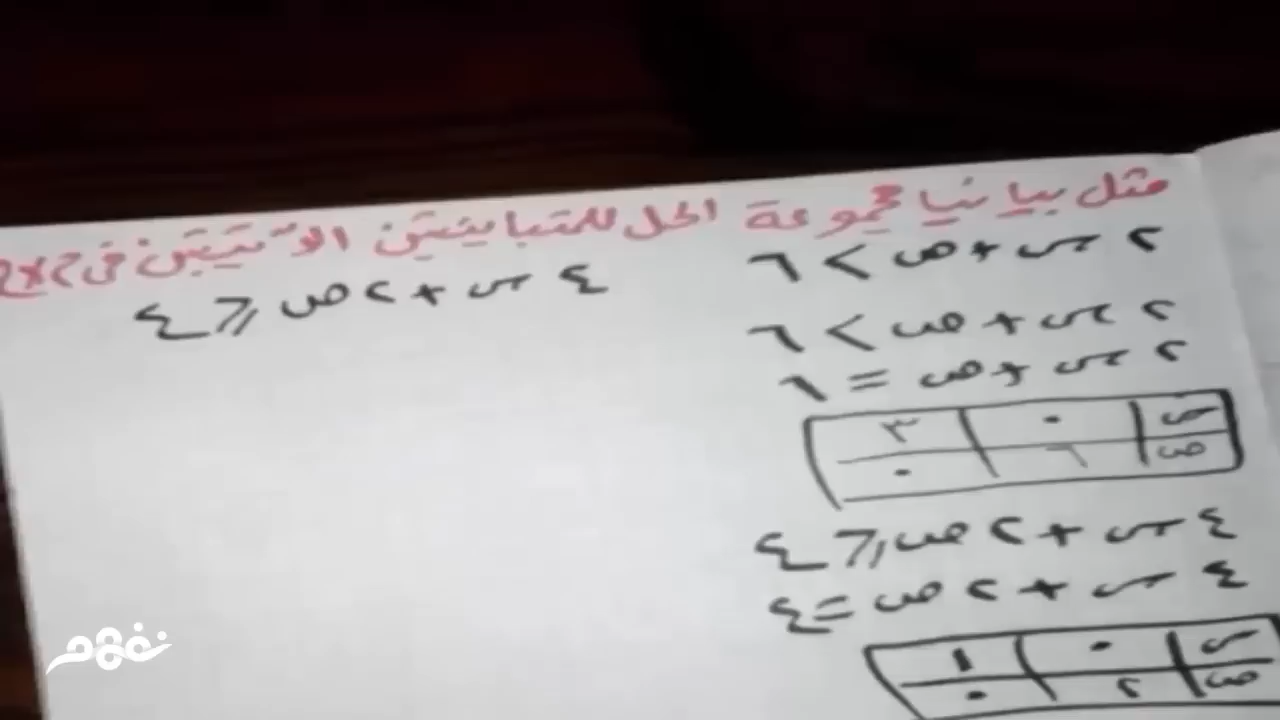 مثل بيانيا مجموعة الحل للمتباينتين الآتيتين في ح×ح
٢ س + ص > ٦
٤ س + ٢ ص ≤ ٤
٢ س + ص > ٦
٢ س + ص = ٦
س ٠ ٣
ص ٦ ٠
٤ س + ٢ ص ≤ ٤
٤ س + ٢ ص = ٤
س ٠ ١
ص ٢ ٠
نفهم